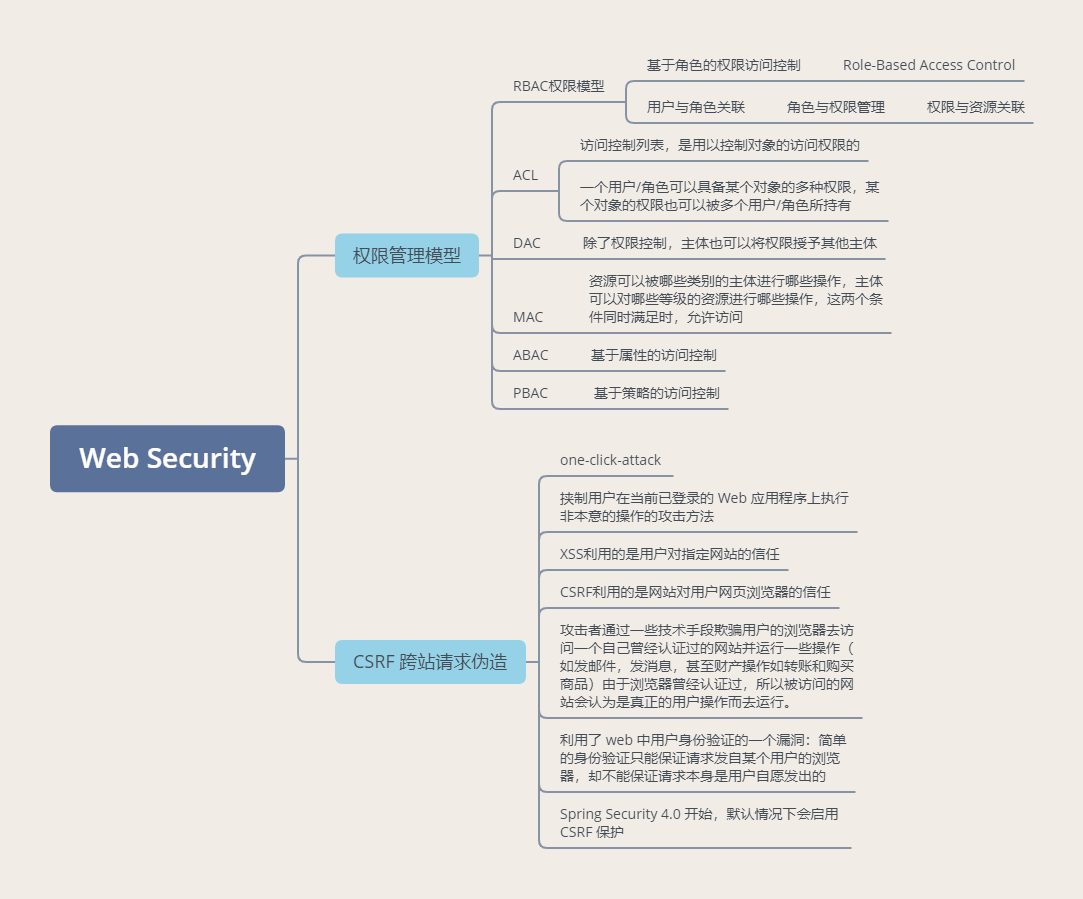 Web Security
权限管理模型
RBAC权限模型
基于角色的权限访问控制 Role-Based Access Control
用户与角色关联 角色与权限管理 权限与资源关联
ACL
访问控制列表，是用以控制对象的访问权限的
一个用户/角色可以具备某个对象的多种权限，某
个对象的权限也可以被多个用户/角色所持有
DAC 除了权限控制，主体也可以将权限授予其他主体
MAC
资源可以被哪些类别的主体进行哪些操作，主体
可以对哪些等级的资源进行哪些操作，这两个条
件同时满足时，允许访问
ABAC 基于属性的访问控制
PBAC 基于策略的访问控制
CSRF 跨站请求伪造
one-click-attack
挟制用户在当前已登录的 Web 应用程序上执行
非本意的操作的攻击方法
XSS利用的是用户对指定网站的信任
CSRF利用的是网站对用户网页浏览器的信任
攻击者通过一些技术手段欺骗用户的浏览器去访
问一个自己曾经认证过的网站并运行一些操作（
如发邮件，发消息，甚至财产操作如转账和购买
商品）由于浏览器曾经认证过，所以被访问的网
站会认为是真正的用户操作而去运行。
利用了 web 中用户身份验证的一个漏洞：简单
的身份验证只能保证请求发自某个用户的浏览
器，却不能保证请求本身是用户自愿发出的
Spring Security 4.0 开始，默认情况下会启用
CSRF 保护